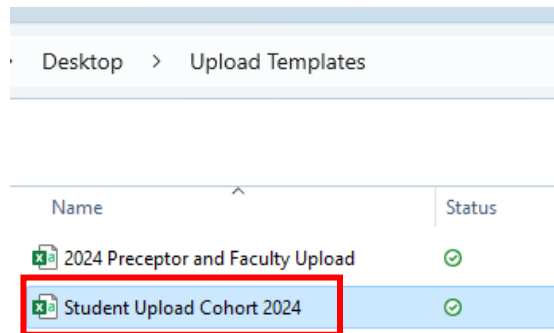 Desktop > Upload Templates
Name Status
2024 Preceptor and Faculty Upload
Student Upload Cohort 2024